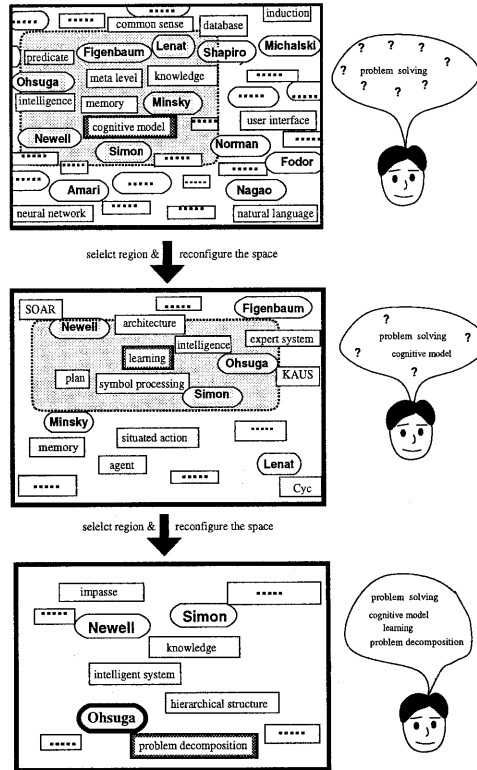 induction
common sense
database
Figenbaum
Lenat
Shapiro
Michalski
predicate
Ohsuga
meta level
knowledge
intelligence
memory
Minsky
cognitive model
user interface
Newell
Simon
Norman
Fodor
Amari
Nagao
neural network
natural language
? ? ? ?
? problem solving ?
? ? ? ?
selelct region & reconfigure the space
SOAR
Figenbaum
Newell
architecture
intelligence
expert system
learning
Ohsuga
KAUS
plan
symbol processing
Simon
Minsky
memory
situated action
agent
Lenat
Cyc
?
problem solving ?
? cognitive model
?
selelct region & reconfigure the space
impasse
Simon
Newell
knowledge
intelligent system
hierarchical structure
Ohsuga
problem decomposition
problem solving
cognitive model
learning
problem decomposition